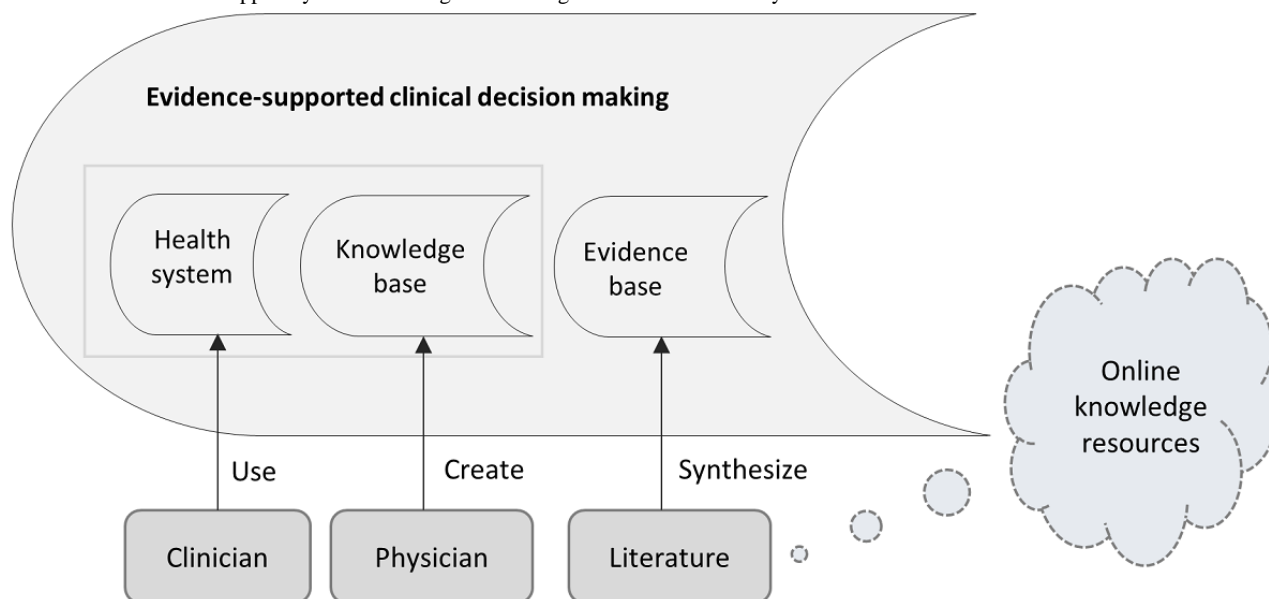 Evidence-supported clinical decision making
Health
system
Knowledge
base
Evidence
base
Online
knowledge
resources
Use
Create
Synthesize
Clinician
Physician
Literature